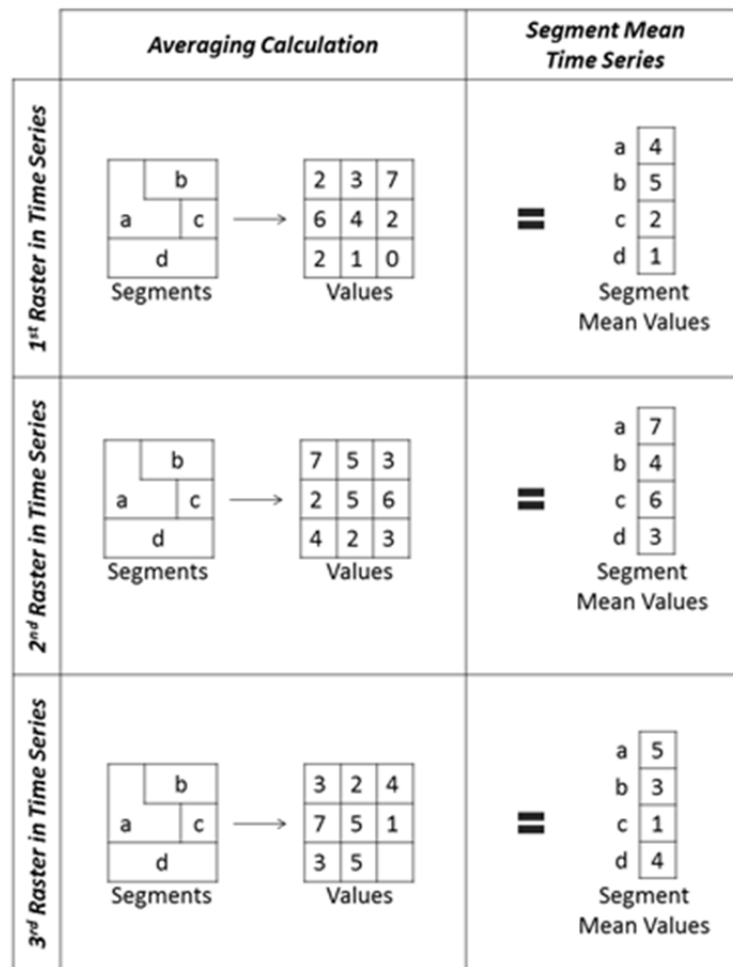 Averaging Calculation
Segment Mean
Time Series
1st Raster in Time Series
b
a c
d
Segments
2 3 7
6 4 2
2 1 0
Values
=
a 4
b 5
c 2
d 1
Segment
Mean Values
2nd Raster in Time Series
b
a c
d
Segments
7 5 3
2 5 6
4 2 3
Values
=
a 7
b 4
c 6
d 3
Segment
Mean Values
3rd Raster in Time Series
b
a c
d
Segments
3 2 4
7 5 1
3 5
Values
=
a 5
b 3
c 1
d 4
Segment
Mean Values